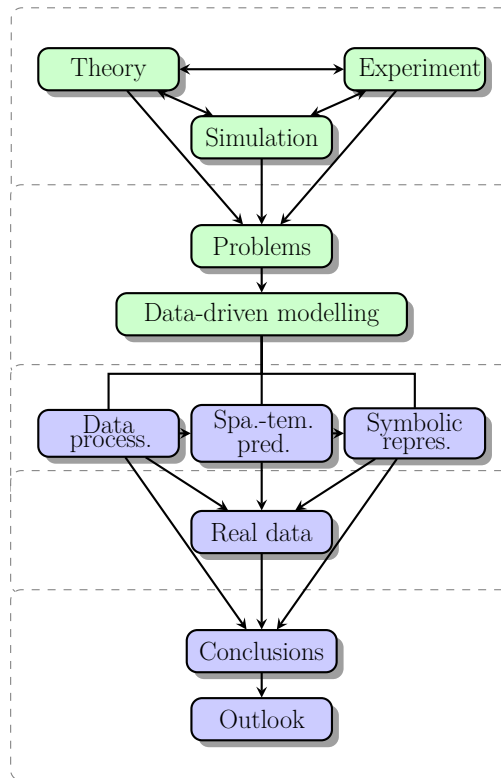 Theory
Experiment
Simulation
Problems
Data-driven modelling
Data
process.
Spa.-tem.
pred.
Symbolic
repres.
Real data
Conclusions
Outlook